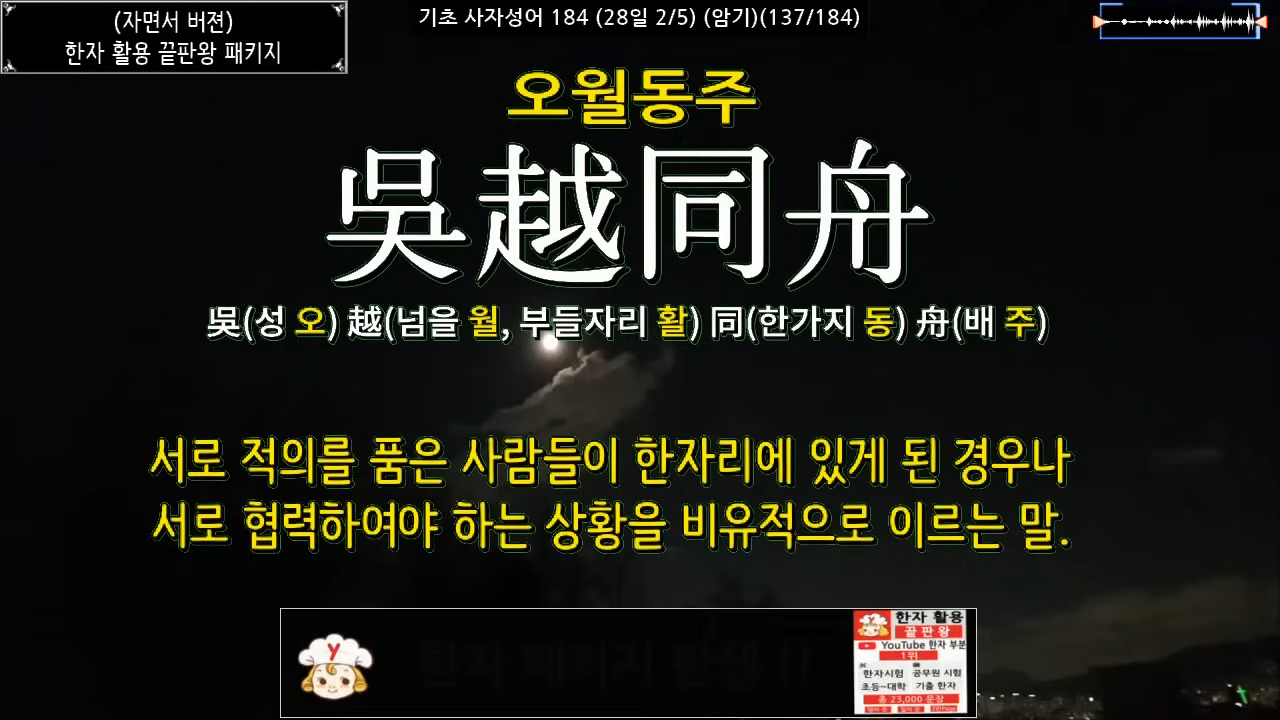 (자면서 버젼)
한자 활용 끝판왕 패키지
기초 사자성어 184 (28일 2/5) (암기)(137/184)
오월동주
吳越同舟
吳(성 오) 越(넘을 월, 부들자리 활) 同(한가지 동) 舟(배 주)
서로 적의를 품은 사람들이 한자리에 있게 된 경우나
서로 협력하여야 하는 상황을 비유적으로 이르는 말.
y
한자 활용
끝판왕
YouTube 한자 부분
1위
한자시험 공무원 시험
초등~대학 기출 한자
총 23,000 문장